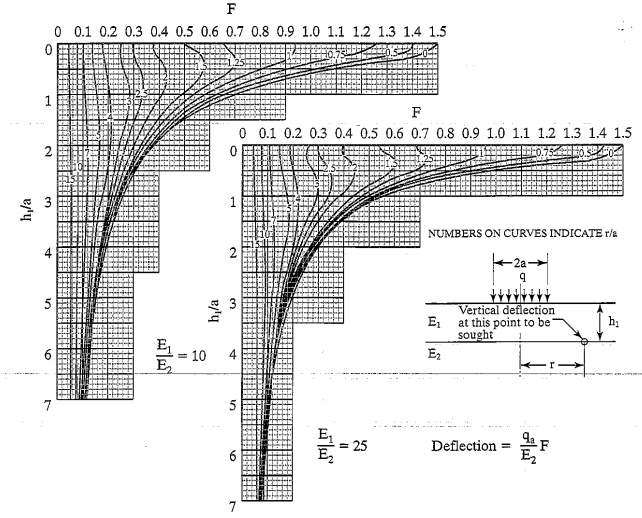 F
0 0.1 0.2 0.3 0.4 0.5 0.6 0.7 0.8 0.9 1.0 1.1 1.2 1.3 1.4 1.5
0
1
2
3
4
5
6
7
h₁/a
1.5
1.25
1
0.75
0.5
0
2
2.5
3
4
5
7
10
15
E₁/E₂ = 10
F
0 0.1 0.2 0.3 0.4 0.5 0.6 0.7 0.8 0.9 1.0 1.1 1.2 1.3 1.4 1.5
0
1
2
3
4
5
6
7
h₁/a
1.5
1.25
1
0.75
0.5
0
2
2.5
3
4
5
7
10
15
E₁/E₂ = 25
NUMBERS ON CURVES INDICATE r/a
2a
q
Vertical deflection
at this point to be
sought
E₁
h₁
E₂
r
Deflection = qₐ/E₂ F